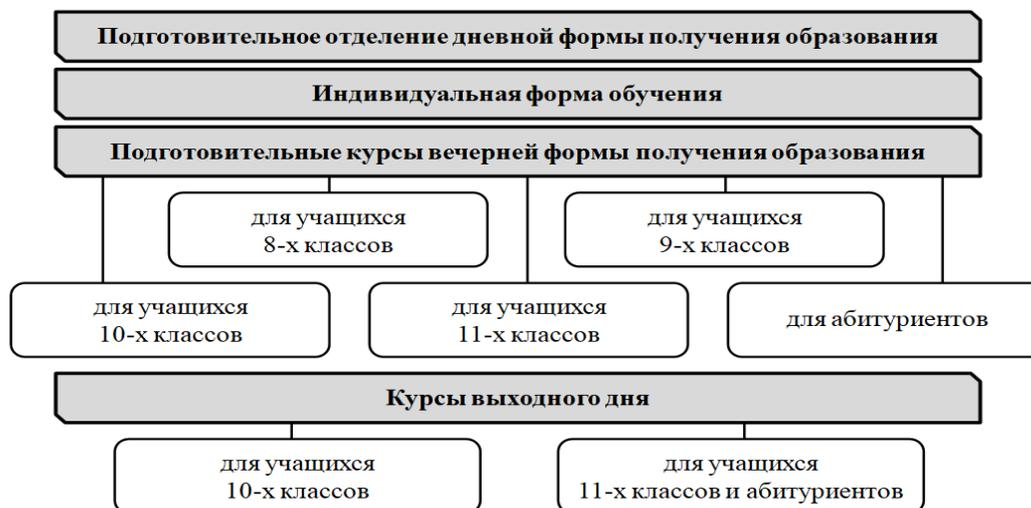 Подготовительное отделение дневной формы получения образования
Индивидуальная форма обучения
Подготовительные курсы вечерней формы получения образования
для учащихся
8-х классов
для учащихся
9-х классов
для учащихся
10-х классов
для учащихся
11-х классов
для абитуриентов
Курсы выходного дня
для учащихся
10-х классов
для учащихся
11-х классов и абитуриентов